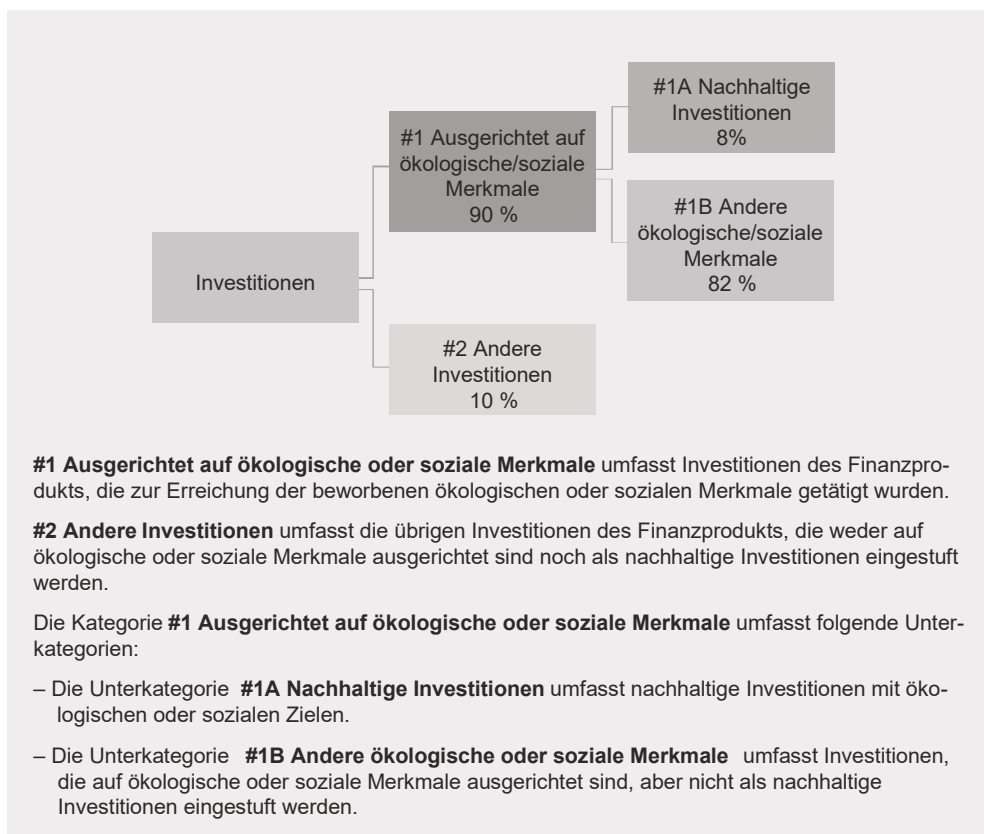 #1A Nachhaltige
Investitionen
8%
#1 Ausgerichtet auf
ökologische/soziale
Merkmale
90 %
#1B Andere
ökologische/soziale
Merkmale
82 %
Investitionen
#2 Andere
Investitionen
10 %
#1 Ausgerichtet auf ökologische oder soziale Merkmale umfasst Investitionen des Finanzpro-
dukts, die zur Erreichung der beworbenen ökologischen oder sozialen Merkmale getätigt wurden.
#2 Andere Investitionen umfasst die übrigen Investitionen des Finanzprodukts, die weder auf
ökologische oder soziale Merkmale ausgerichtet sind noch als nachhaltige Investitionen eingestuft
werden.
Die Kategorie #1 Ausgerichtet auf ökologische oder soziale Merkmale umfasst folgende Unter-
kategorien:
– Die Unterkategorie #1A Nachhaltige Investitionen umfasst nachhaltige Investitionen mit öko-
logischen oder sozialen Zielen.
– Die Unterkategorie #1B Andere ökologische oder soziale Merkmale umfasst Investitionen,
die auf ökologische oder soziale Merkmale ausgerichtet sind, aber nicht als nachhaltige
Investitionen eingestuft werden.